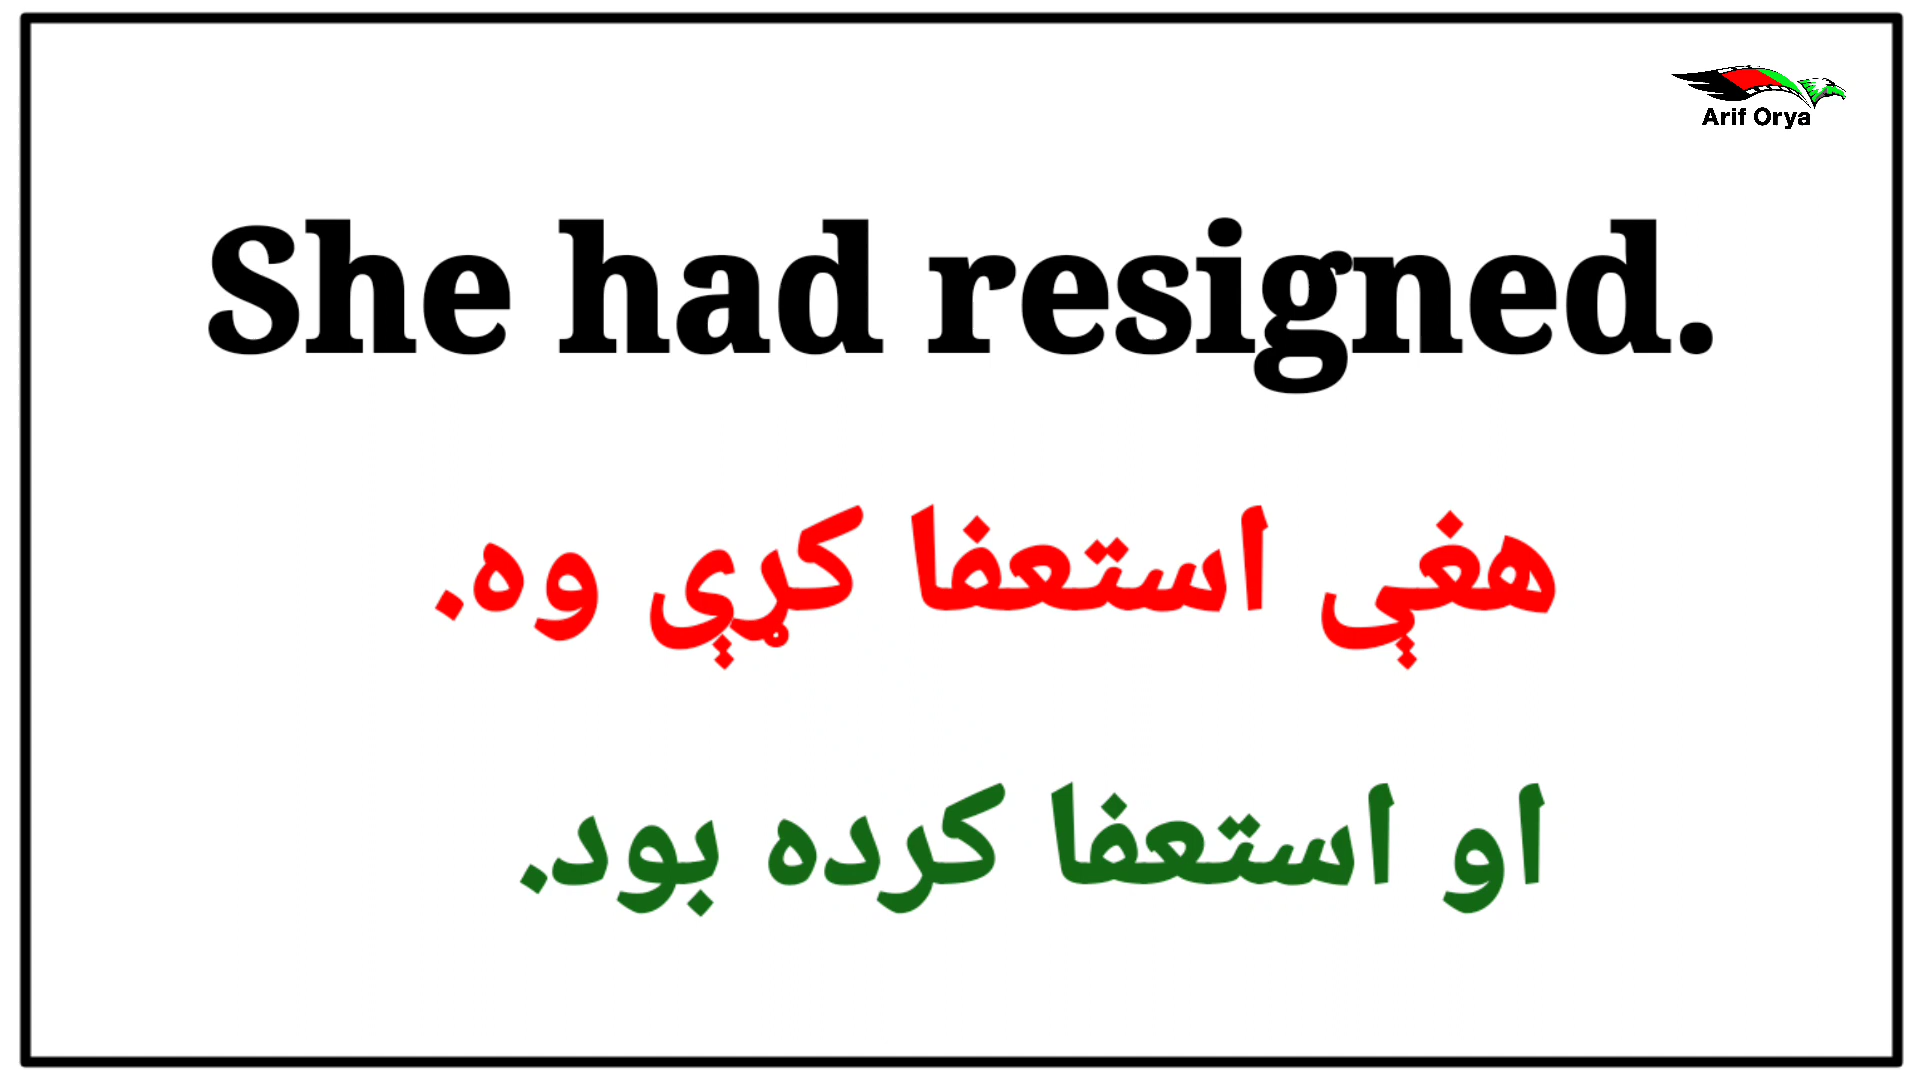 Arif Orya
She had resigned.
هغې استعفا کړې وه.
او استعفا کرده بود.